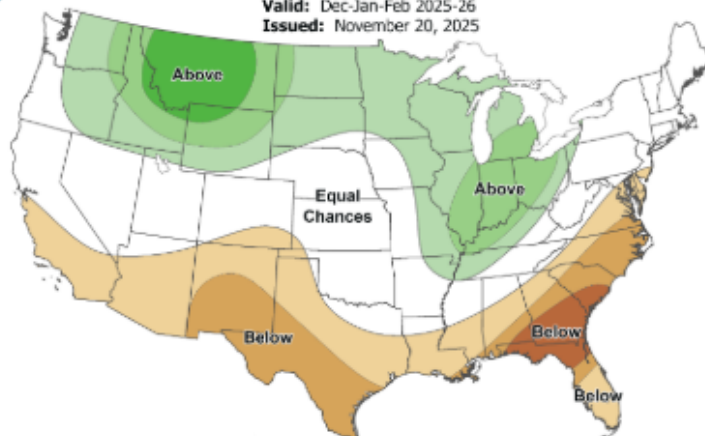 Valid: Dec-Jan-Feb 2025-26
Issued: November 20, 2025
Above
Above
Equal
Chances
Below
Below
Below